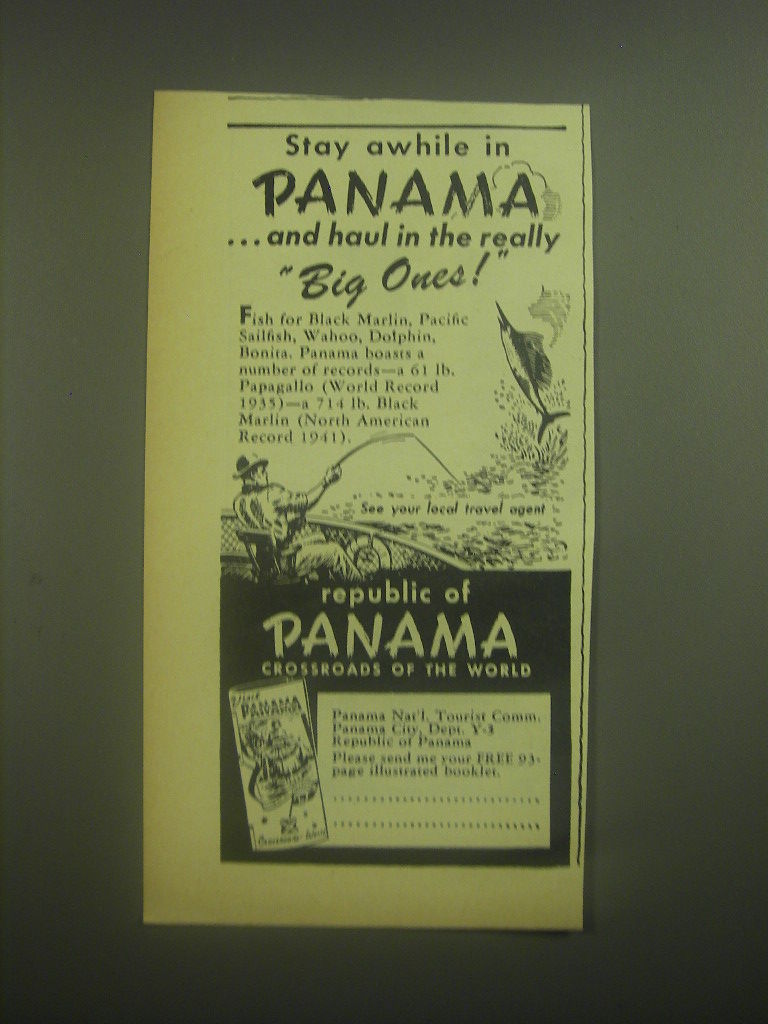 Stay awhile in
PANAMA
...and haul in the really
"Big Ones!"
Fish for Black Marlin, Pacific
Sailfish, Wahoo, Dolphin,
Bonita. Panama boasts a
number of records—a 61 lb.
Papagallo (World Record
1935)—a 714 lb. Black
Marlin (North American
Record 1941).
See your local travel agent
republic of
PANAMA
CROSSROADS OF THE WORLD
Visit
PANAMA
Panama Nat'l. Tourist Comm.
Panama City, Dept. Y-3
Republic of Panama
Please send me your FREE 93-
page illustrated booklet.